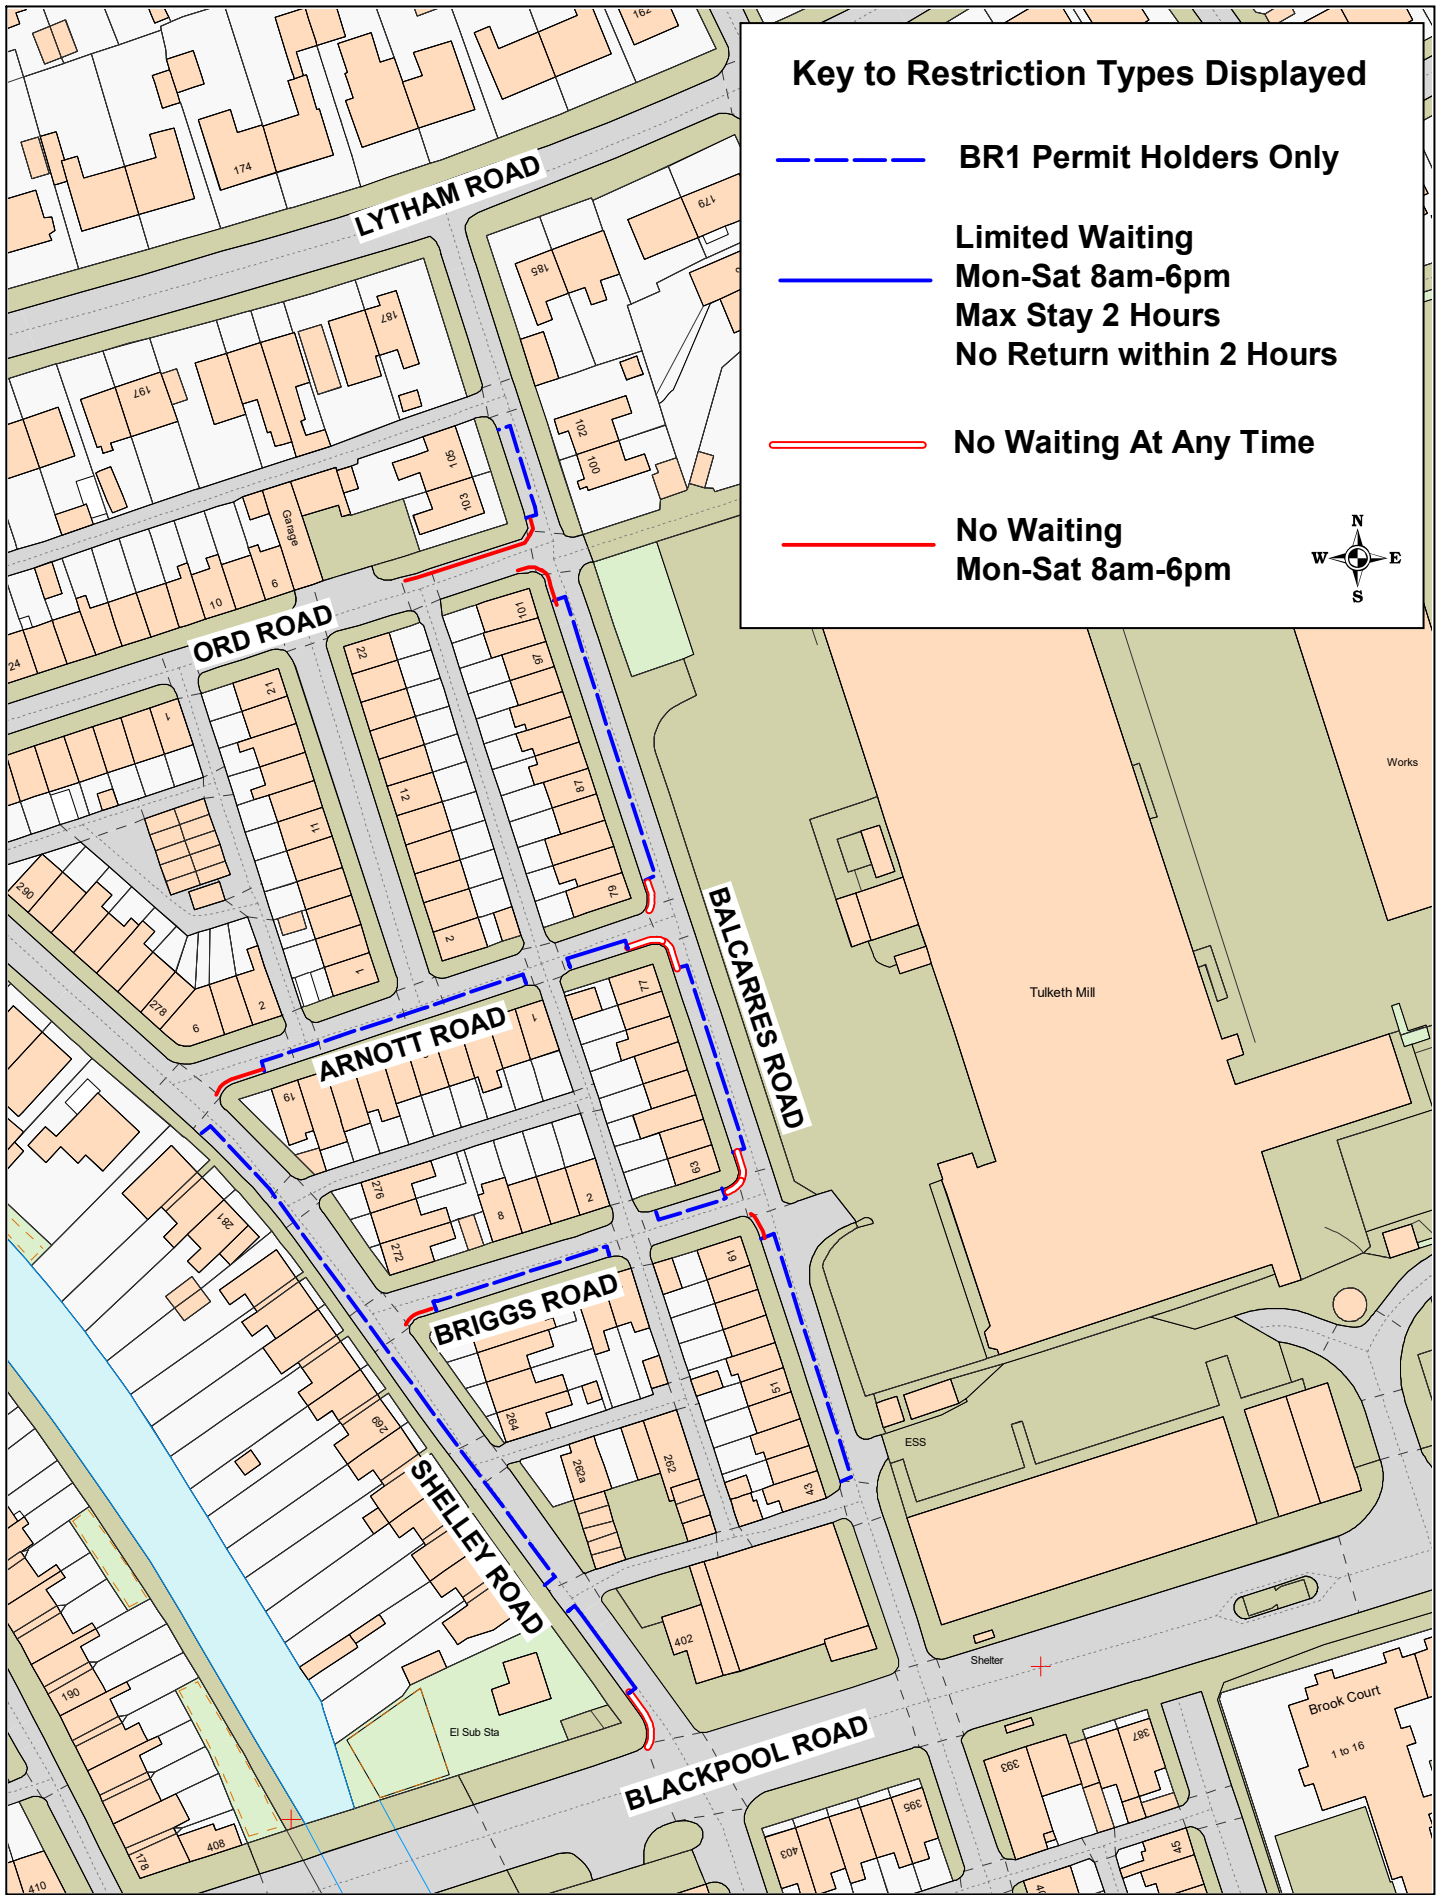 Key to Restriction Types Displayed
BR1 Permit Holders Only
Limited Waiting
Mon-Sat 8am-6pm
Max Stay 2 Hours
No Return within 2 Hours
No Waiting At Any Time
No Waiting
Mon-Sat 8am-6pm
N
W E
S
162
174
LYTHAM ROAD
179
185
187
197
102
100
105
103
Garage
6
10
24
ORD ROAD
101
22
97
21
1
Works
87
12
11
79
290
BALCARRES ROAD
2
1
278
6
2
77
Tulketh Mill
ARNOTT ROAD
1
19
63
276
8
2
281
272
61
BRIGGS ROAD
51
264
269
262a
262
ESS
43
SHELLEY ROAD
402
Shelter
190
El Sub Sta
Brook Court
1 to 16
BLACKPOOL ROAD
387
393
395
408
403
178
45
410